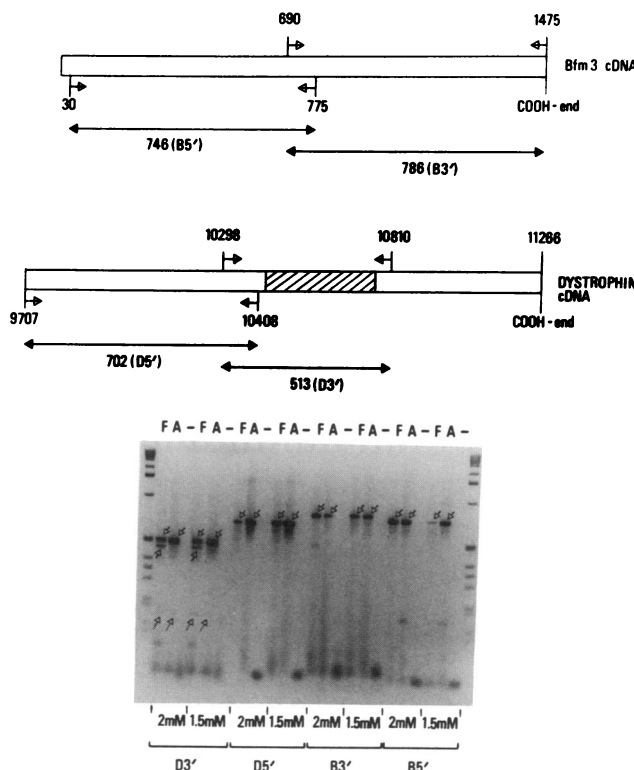 690 1475
Bfm 3 cDNA
30 775 COOH-end
746 (B5′)
786 (B3′)
10298 10810 11266
DYSTROPHIN
cDNA
9707 10408 COOH-end
702 (D5′)
513 (D3′)
F A – F A – F A – F A – F A – F A – F A – F A –
2mM 1.5mM 2mM 1.5mM 2mM 1.5mM 2mM 1.5mM
D3′ D5′ B3′ B5′